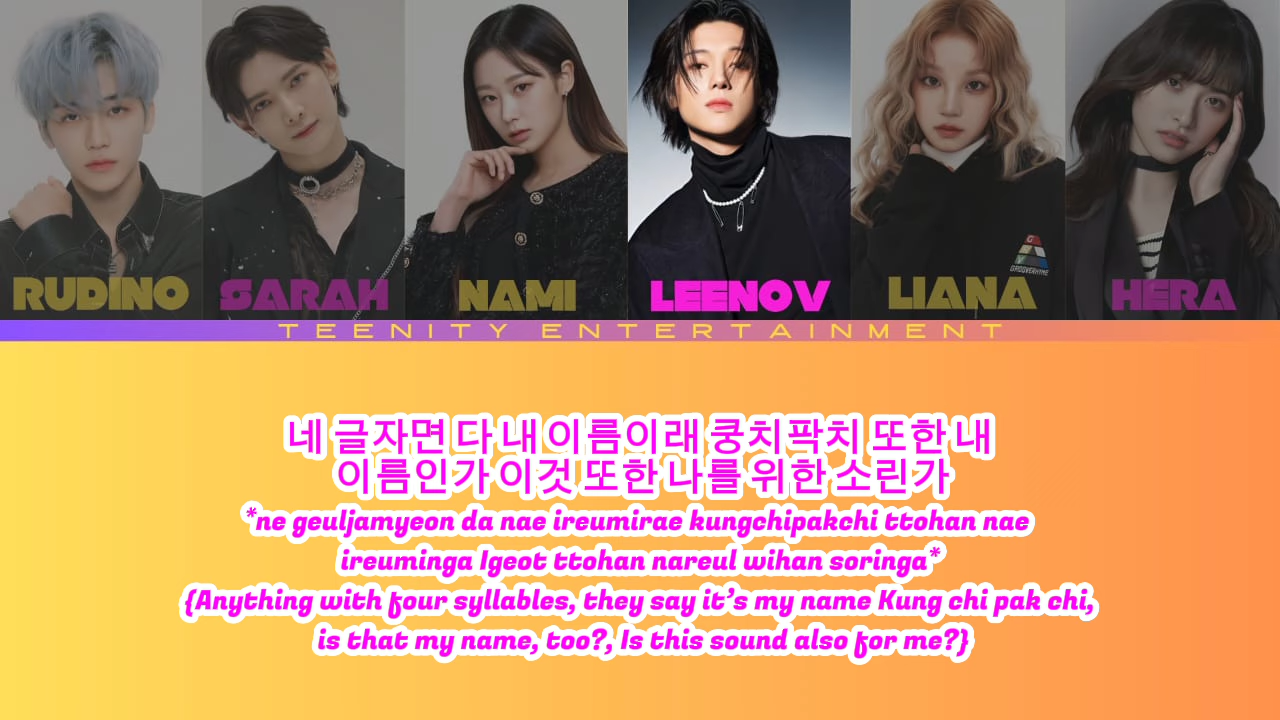 RUDINO
SARAH
NAMI
LEENOV
LIANA
HERA
GROOVERHYME
TEENITY ENTERTAINMENT
네 글자면 다 내 이름이래 쿵치팍치 또한 내
이름인가 이것 또한 나를 위한 소린가
*ne geuljamyeon da nae ireumirae kungchipakchi ttohan nae
ireuminga Igeot ttohan nareul wihan soringa*
{Anything with four syllables, they say it’s my name Kung chi pak chi,
is that my name, too?, Is this sound also for me?}